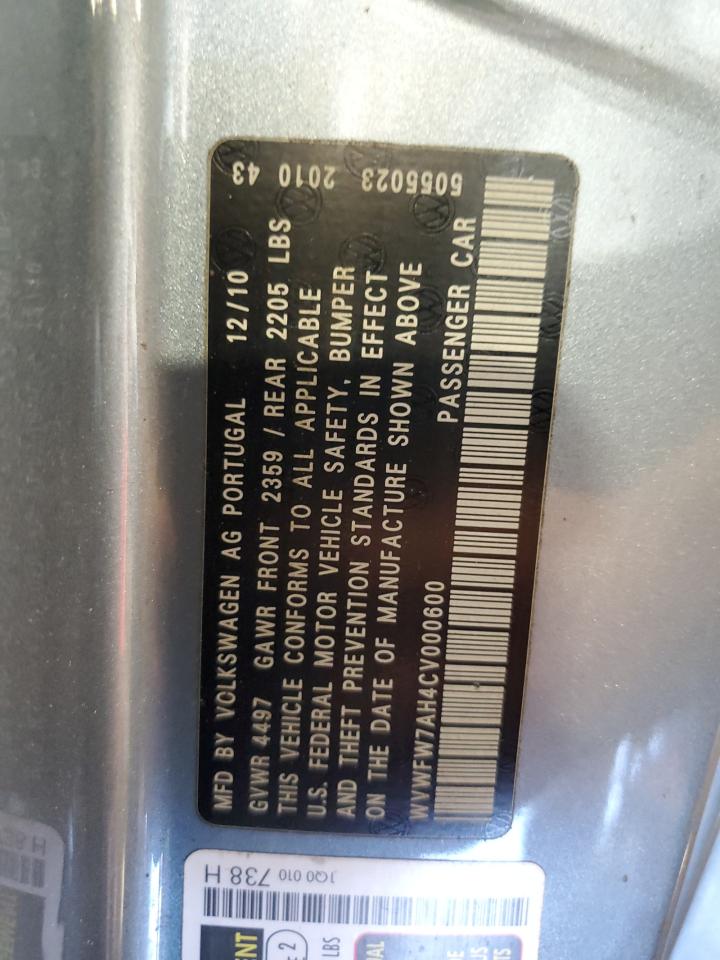 MFD BY VOLKSWAGEN AG PORTUGAL 12/10
GVWR 4497 GAWR FRONT 2359 / REAR 2205 LBS
THIS VEHICLE CONFORMS TO ALL APPLICABLE
U.S. FEDERAL MOTOR VEHICLE SAFETY, BUMPER
AND THEFT PREVENTION STANDARDS IN EFFECT
ON THE DATE OF MANUFACTURE SHOWN ABOVE
WVWFW7AH4CV000600 PASSENGER CAR
43 2010 5055023
1Q0 010 738 H
LBS